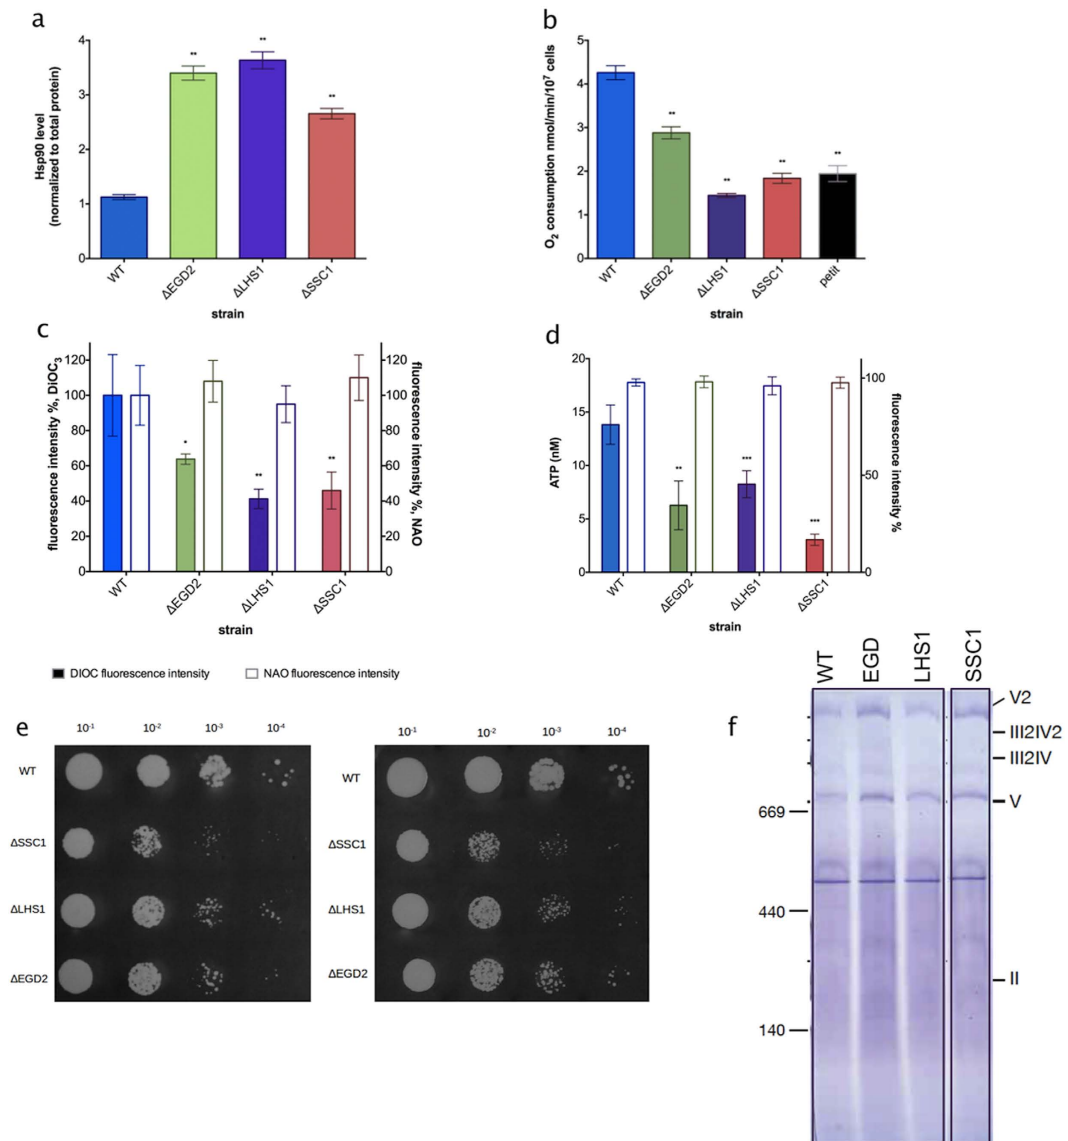 a
Hsp90 level
(normalized to total protein)
4
3
2
1
0
**
**
**
WT
ΔEGD2
ΔLHS1
ΔSSC1
strain
b
O2 consumption nmol/min/10⁷ cells
5
4
3
2
1
0
**
**
**
**
WT
ΔEGD2
ΔLHS1
ΔSSC1
petit
strain
c
fluorescence intensity %, DiOC3
120
100
80
60
40
20
0
*
**
**
120
100
80
60
40
20
0
fluorescence intensity %, NAO
WT
ΔEGD2
ΔLHS1
ΔSSC1
strain
DIOC fluorescence intensity
NAO fluorescence intensity
d
ATP (nM)
20
15
10
5
0
**
***
***
100
50
0
fluorescence intensity %
WT
ΔEGD2
ΔLHS1
ΔSSC1
strain
e
10⁻¹ 10⁻² 10⁻³ 10⁻⁴
WT
ΔSSC1
ΔLHS1
ΔEGD2
10⁻¹ 10⁻² 10⁻³ 10⁻⁴
WT
ΔSSC1
ΔLHS1
ΔEGD2
f
WT EGD LHS1 SSC1
669
440
140
V2
III2IV2
III2IV
V
II